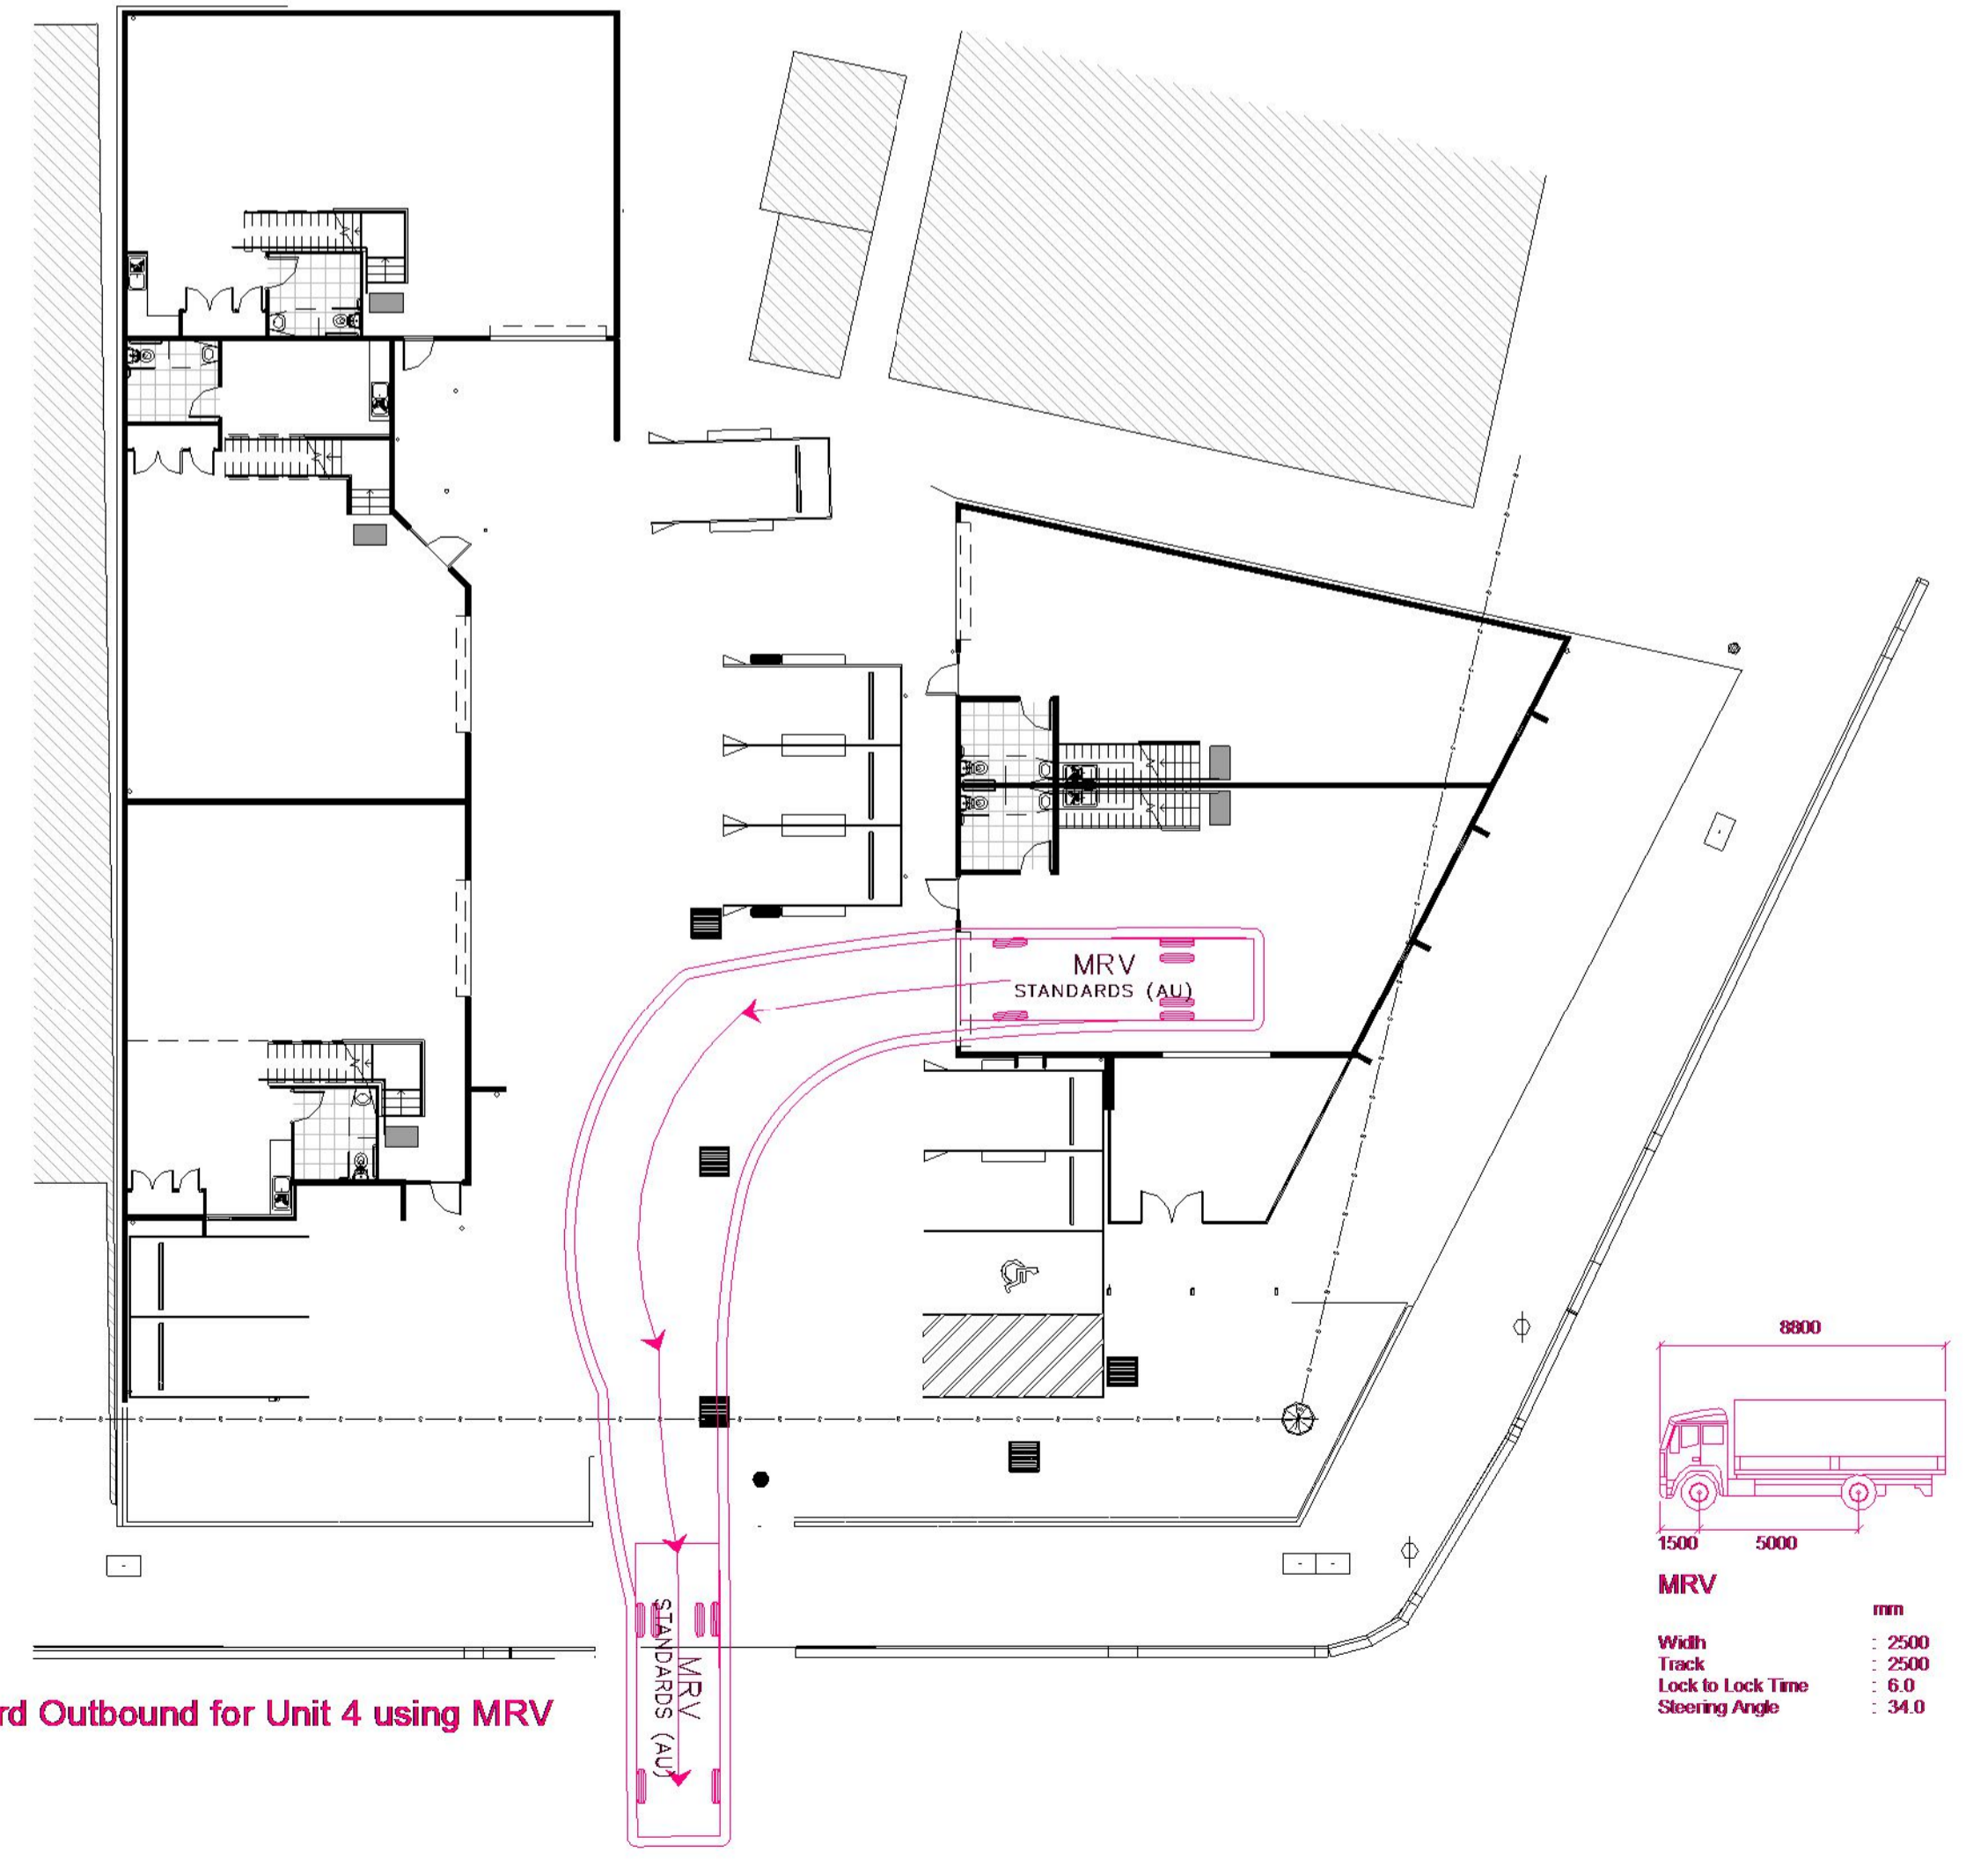 MRV
STANDARDS (AU)
8800
1500 5000
MRV
mm
Width : 2500
Track : 2500
Lock to Lock Time : 6.0
Steering Angle : 34.0
MRV
STANDARDS (AU)
rd Outbound for Unit 4 using MRV